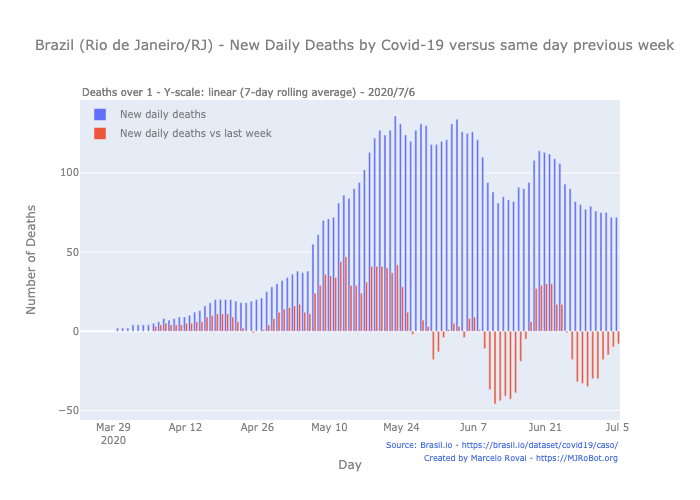 Brazil (Rio de Janeiro/RJ) - New Daily Deaths by Covid-19 versus same day previous week
Deaths over 1 - Y-scale: linear (7-day rolling average) - 2020/7/6
New daily deaths
New daily deaths vs last week
Number of Deaths
100
50
0
−50
Mar 29 Apr 12 Apr 26 May 10 May 24 Jun 7 Jun 21 Jul 5
2020
Source: Brasil.io - https://brasil.io/dataset/covid19/caso/
Created by Marcelo Rovai - https://MJRoBot.org
Day